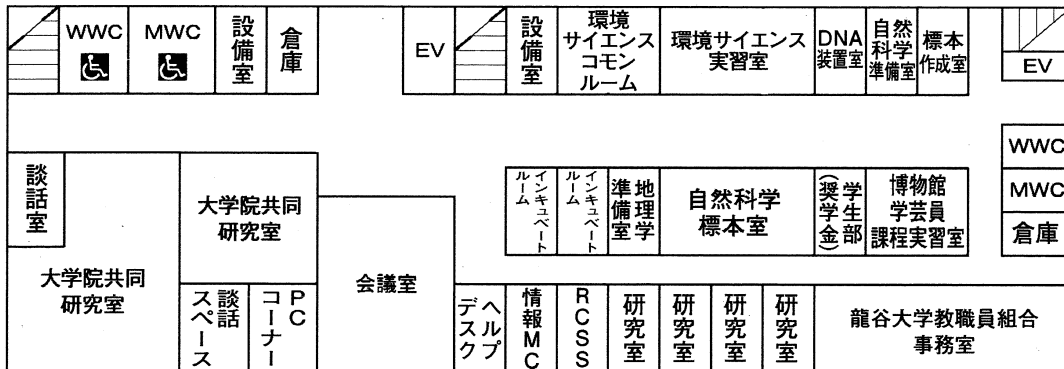 WWC
MWC
設備室
倉庫
EV
設備室
環境
サイエンス
コモン
ルーム
環境サイエンス
実習室
DNA
装置室
自然
科学
準備室
標本
作成室
EV
WWC
MWC
倉庫
談話室
大学院共同
研究室
大学院共同
研究室
談話
スペース
PC
コーナー
会議室
インキュベート
ルーム
インキュベート
ルーム
地理学
準備室
自然科学
標本室
学生部
(奨学金)
博物館
学芸員
課程実習室
ヘルプ
デスク
情報MC
RCSS
研究室
研究室
研究室
研究室
龍谷大学教職員組合
事務室